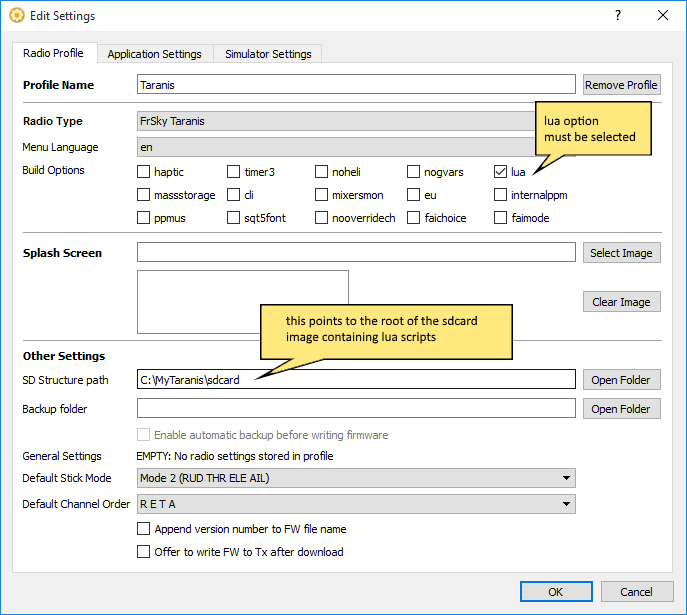 Edit Settings
?
Radio Profile Application Settings Simulator Settings
Profile Name Taranis Remove Profile
Radio Type FrSky Taranis
lua option
must be selected
Menu Language en
Build Options haptic timer3 noheli nogvars lua
massstorage cli mixersmon eu internalppm
ppmus sqt5font nooverridech faichoice faimode
Splash Screen Select Image
Clear Image
this points to the root of the sdcard
image containing lua scripts
Other Settings
SD Structure path C:\MyTaranis\sdcard Open Folder
Backup folder Open Folder
Enable automatic backup before writing firmware
General Settings EMPTY: No radio settings stored in profile
Default Stick Mode Mode 2 (RUD THR ELE AIL)
Default Channel Order R E T A
Append version number to FW file name
Offer to write FW to Tx after download
OK Cancel